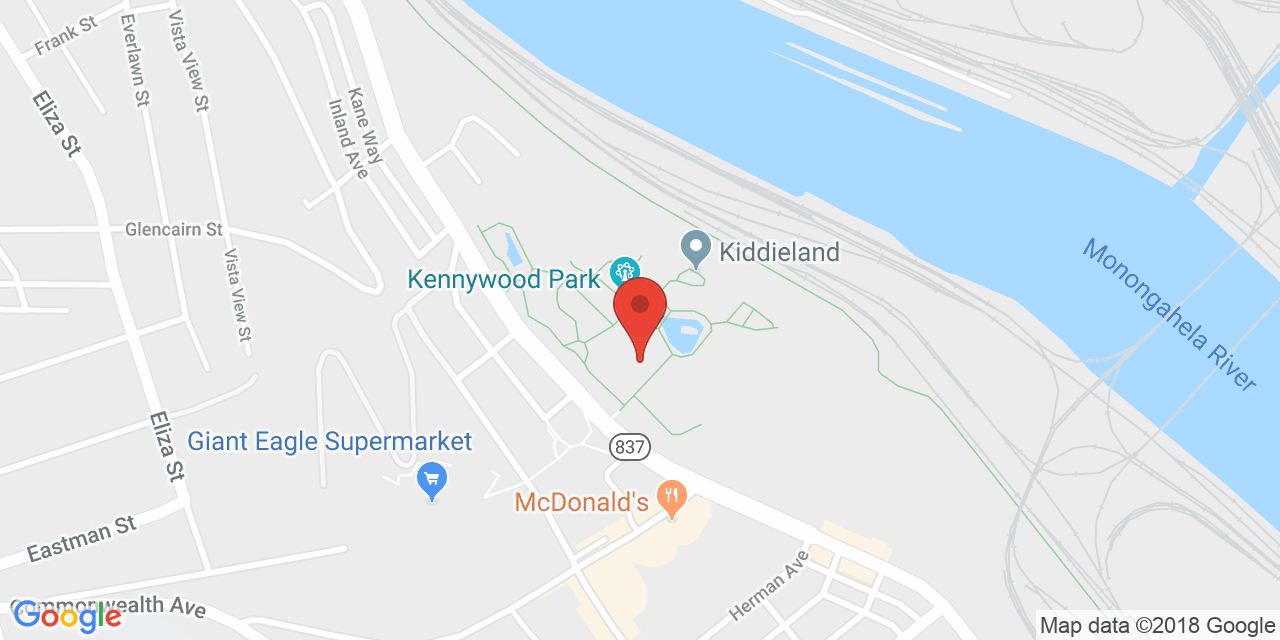 Frank St
Everlawn St
Vista View St
Eliza St
Kane Way
Inland Ave
Glencairn St
Vista View St
Kiddieland
Kennywood Park
Monongahela River
Eliza St
Giant Eagle Supermarket
837
McDonald's
Eastman St
Herman Ave
Commonwealth Ave
Google
Map data ©2018 Google